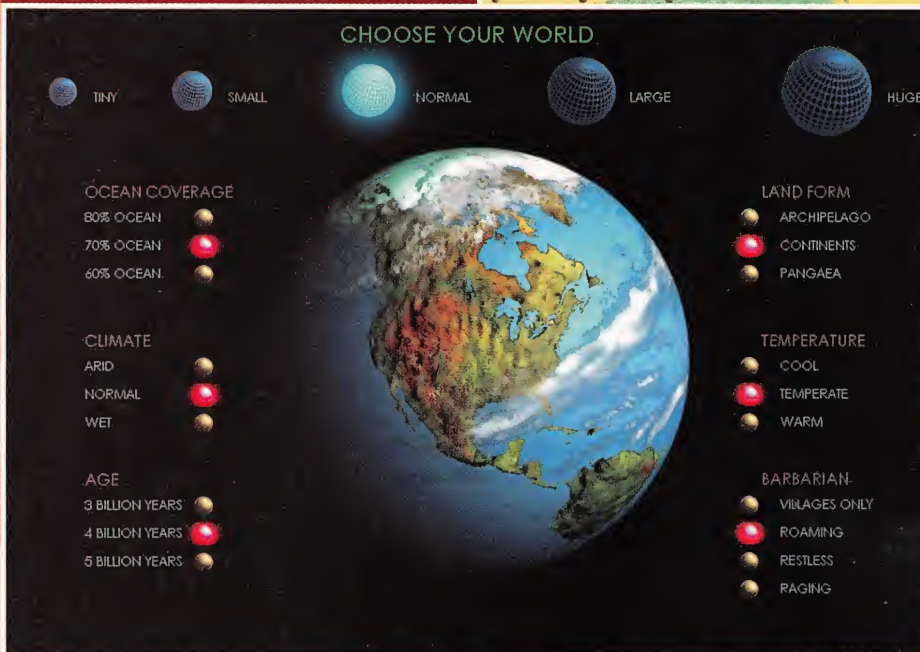 CHOOSE YOUR WORLD
TINY SMALL NORMAL LARGE HUGE
OCEAN COVERAGE
80% OCEAN
70% OCEAN
60% OCEAN
CLIMATE
ARID
NORMAL
WET
AGE
3 BILLION YEARS
4 BILLION YEARS
5 BILLION YEARS
LAND FORM
ARCHIPELAGO
CONTINENTS
PANGAEA
TEMPERATURE
COOL
TEMPERATE
WARM
BARBARIAN
VILLAGES ONLY
ROAMING
RESTLESS
RAGING